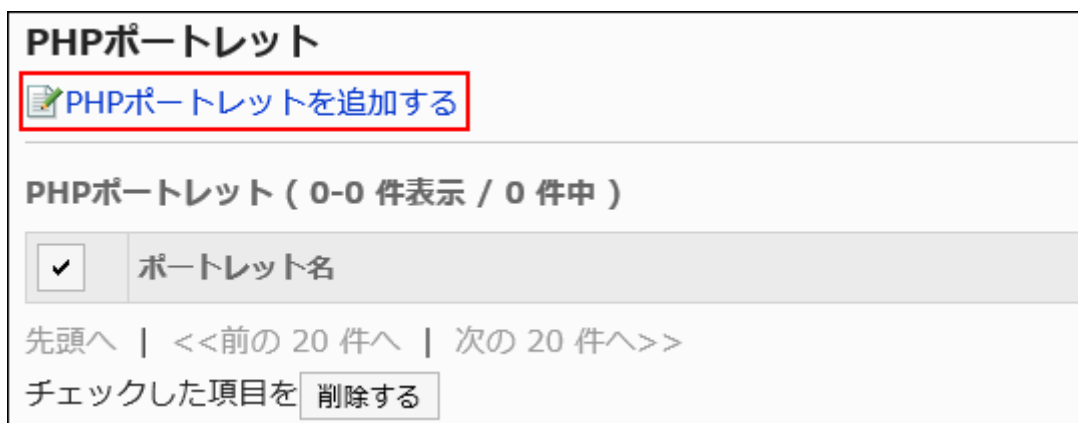 PHPポートレット
PHPポートレットを追加する
PHPポートレット ( 0-0 件表示 / 0 件中 )
ポートレット名
先頭へ | <<前の 20 件へ | 次の 20 件へ>>
チェックした項目を 削除する